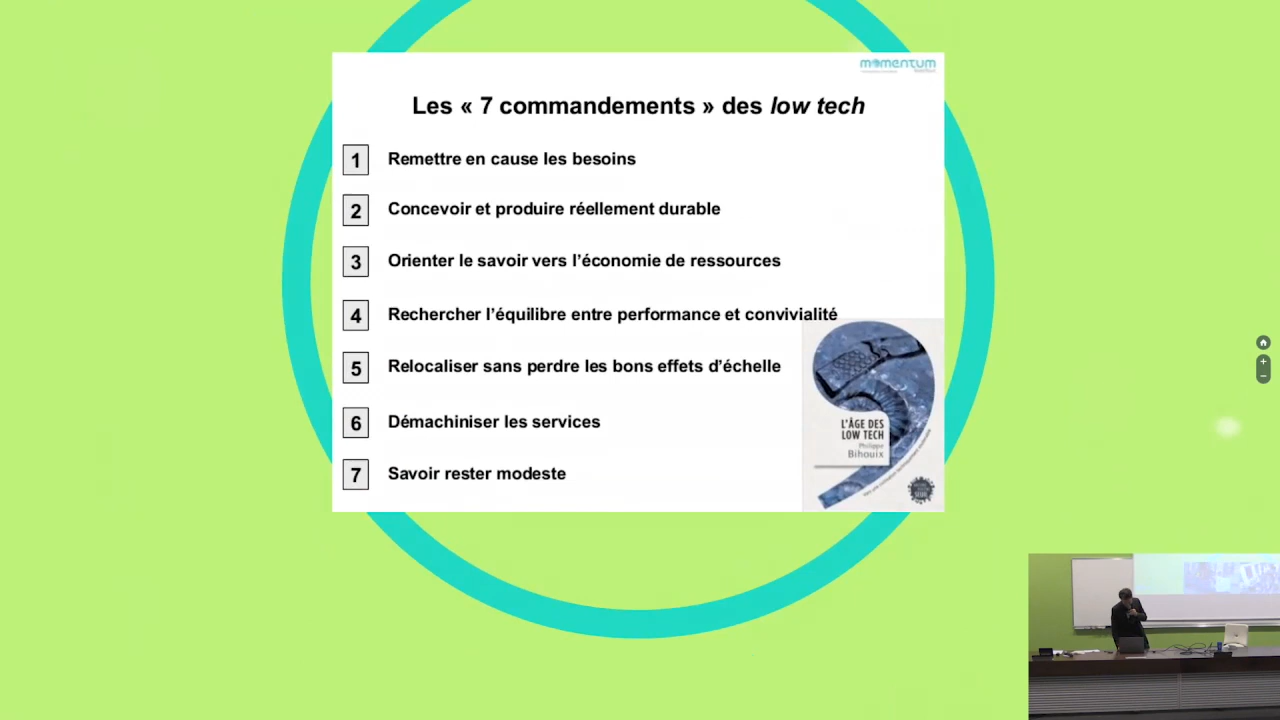 momentum
Les « 7 commandements » des low tech
1 Remettre en cause les besoins
2 Concevoir et produire réellement durable
3 Orienter le savoir vers l’économie de ressources
4 Rechercher l’équilibre entre performance et convivialité
5 Relocaliser sans perdre les bons effets d’échelle
6 Démachiniser les services
7 Savoir rester modeste
L’ÂGE DES
LOW TECH
Philippe
Bihouix